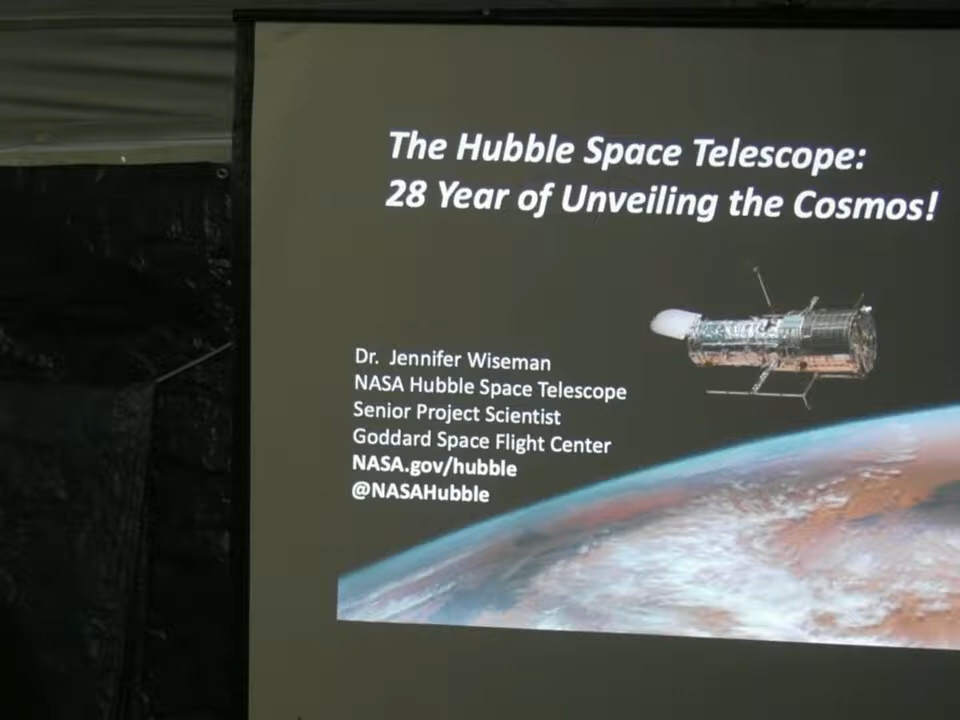 The Hubble Space Telescope:
28 Year of Unveiling the Cosmos!
Dr. Jennifer Wiseman
NASA Hubble Space Telescope
Senior Project Scientist
Goddard Space Flight Center
NASA.gov/hubble
@NASAHubble